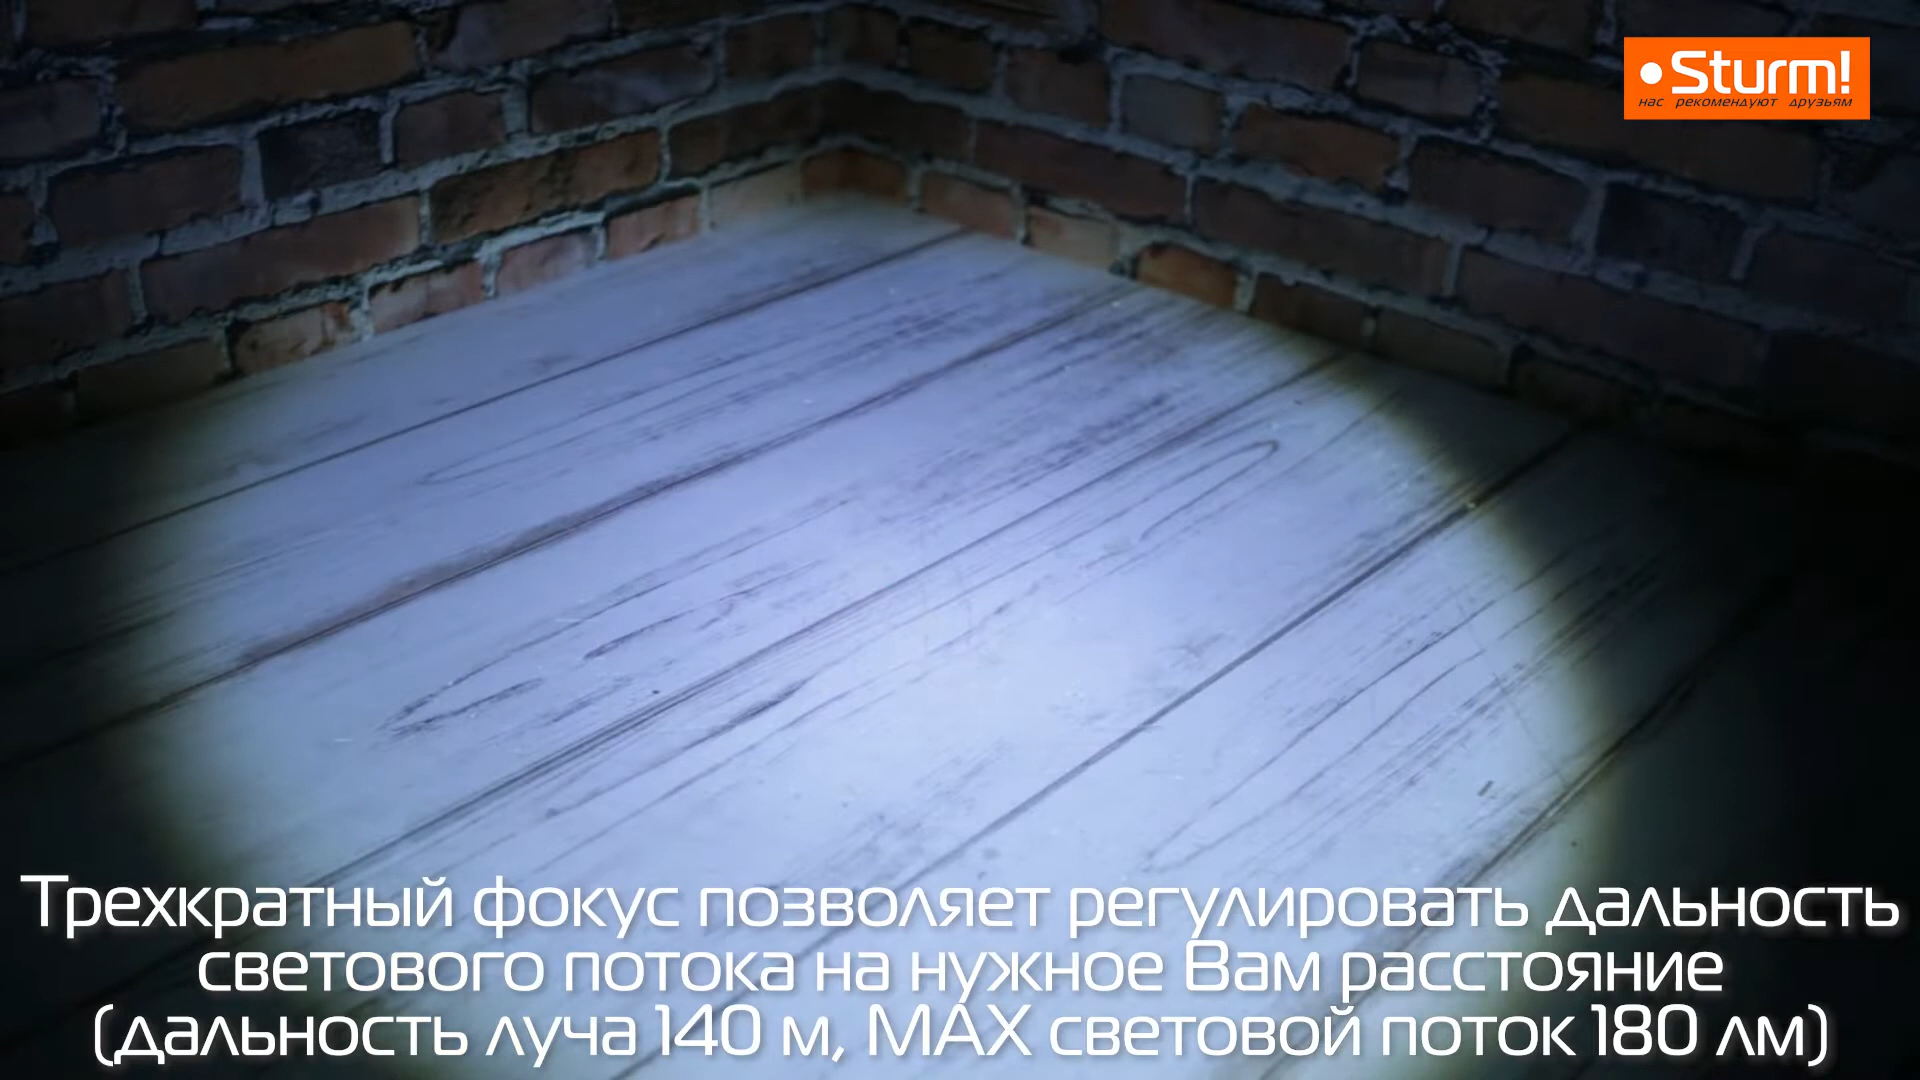 Sturm!
нас рекомендуют друзьям
Трехкратный фокус позволяет регулировать дальность
светового потока на нужное Вам расстояние
(дальность луча 140 м, MAX световой поток 180 лм)